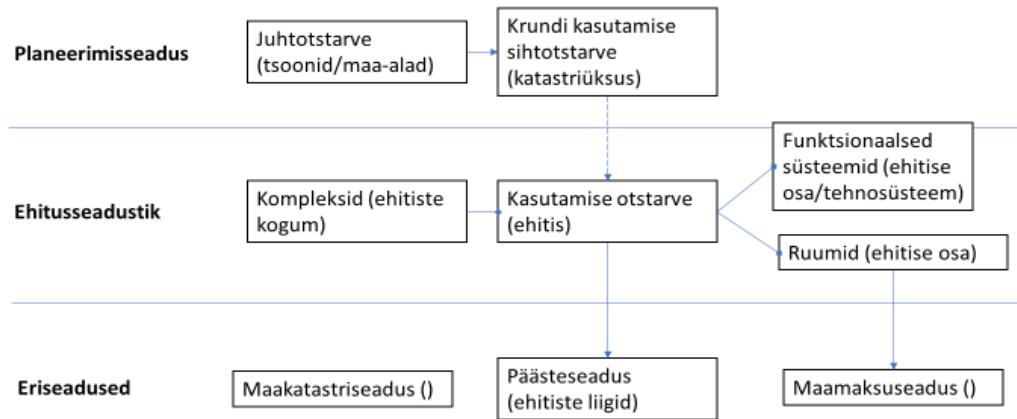 Planeerimisseadus
Juhtotstarve
(tsoonid/maa-alad)
Krundi kasutamise
sihtotstarve
(katastriüksus)
Ehitusseadustik
Kompleksid (ehitiste
kogum)
Kasutamise otstarve
(ehitis)
Funktsionaalsed
süsteemid (ehitise
osa/tehnosüsteem)
Ruumid (ehitise osa)
Eriseadused
Maakatastriseadus ()
Päästeseadus
(ehitiste liigid)
Maamaksuseadus ()